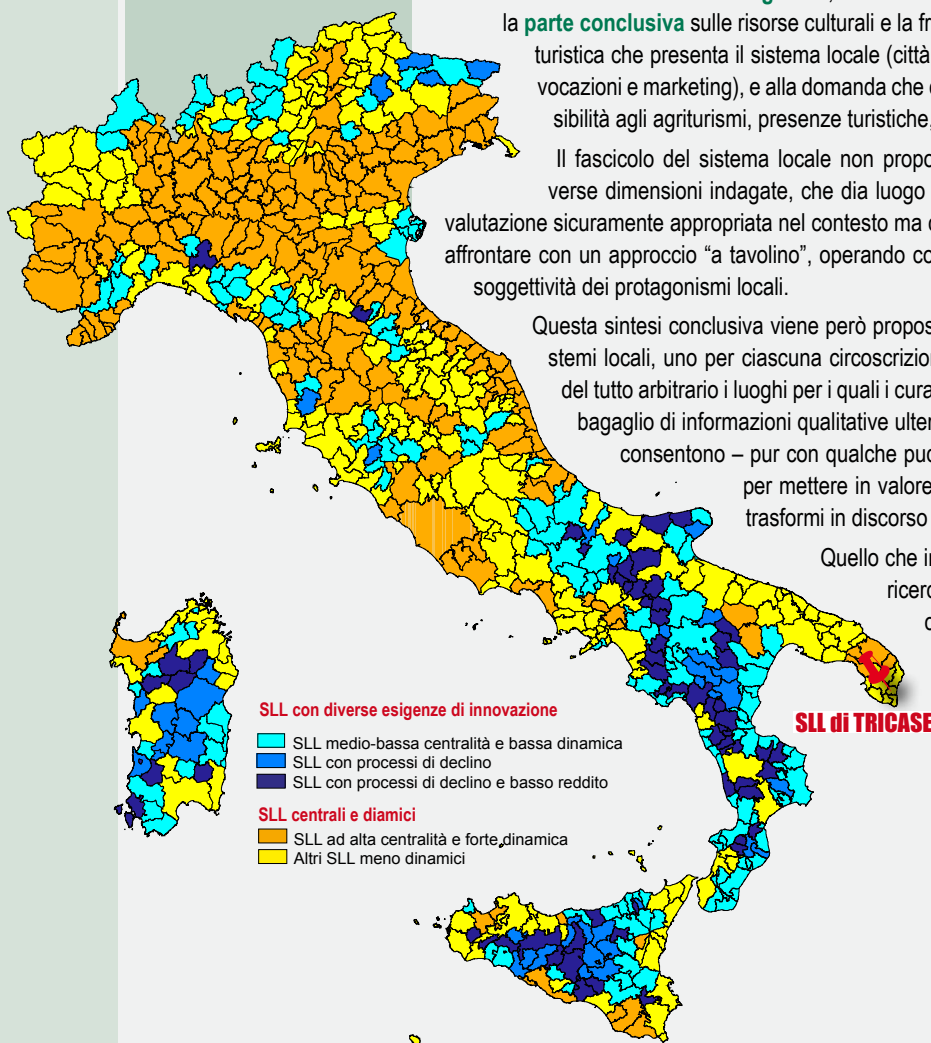 la parte conclusiva sulle risorse culturali e la
turistica che presenta il sistema locale (città
vocazioni e marketing), e alla domanda che
sibilità agli agriturismi, presenze turistiche,
Il fascicolo del sistema locale non propo
verse dimensioni indagate, che dia luogo
valutazione sicuramente appropriata nel contesto ma
affrontare con un approccio “a tavolino”, operando co
soggettività dei protagonismi locali.
Questa sintesi conclusiva viene però propos
stemi locali, uno per ciascuna circoscrizion
del tutto arbitrario i luoghi per i quali i cura
bagaglio di informazioni qualitative ulter
consentono – pur con qualche pud
per mettere in valore
trasformi in discorso
Quello che in
ricerc
SLL di TRICASE
SLL con diverse esigenze di innovazione
SLL medio-bassa centralità e bassa dinamica
SLL con processi di declino
SLL con processi di declino e basso reddito
SLL centrali e diamici
SLL ad alta centralità e forte dinamica
Altri SLL meno dinamici